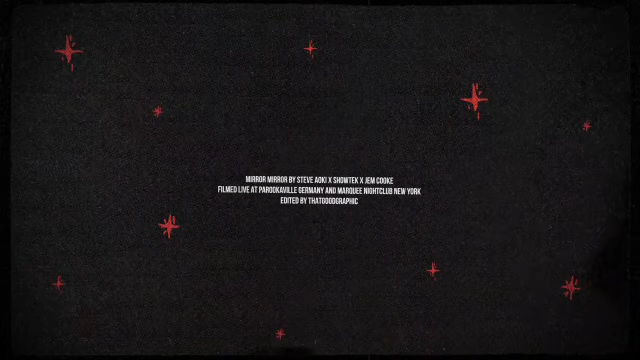 MIRROR MIRROR BY STEVE AOKI X SHOWTEK X JEM COOKE
FILMED LIVE AT PAROOKAVILLE GERMANY AND MARQUEE NIGHTCLUB NEW YORK
EDITED BY THATGOODGRAPHIC